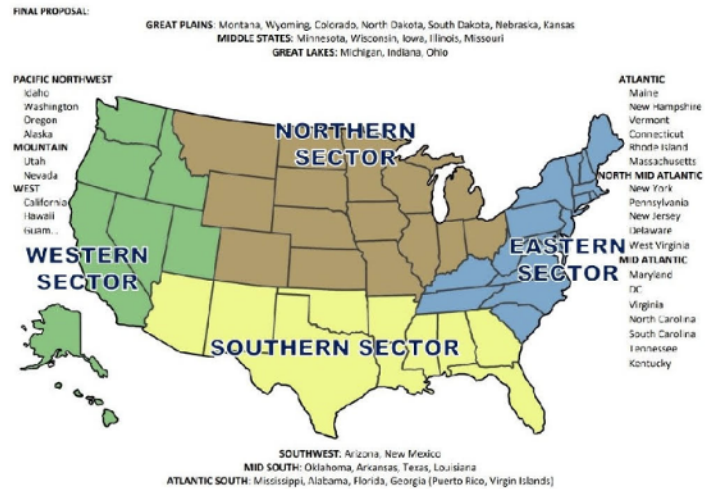 FINAL PROPOSAL:
GREAT PLAINS: Montana, Wyoming, Colorado, North Dakota, South Dakota, Nebraska, Kansas
MIDDLE STATES: Minnesota, Wisconsin, Iowa, Illinois, Missouri
GREAT LAKES: Michigan, Indiana, Ohio
PACIFIC NORTHWEST
Idaho
Washington
Oregon
Alaska
MOUNTAIN
Utah
Nevada
WEST
California
Hawaii
Guam...
ATLANTIC
Maine
New Hampshire
Vermont
Connecticut
Rhode Island
Massachusetts
NORTH MID ATLANTIC
New York
Pennsylvania
New Jersey
Delaware
West Virginia
MID ATLANTIC
Maryland
DC
Virginia
North Carolina
South Carolina
Tennessee
Kentucky
NORTHERN
SECTOR
WESTERN
SECTOR
EASTERN
SECTOR
SOUTHERN SECTOR
SOUTHWEST: Arizona, New Mexico
MID SOUTH: Oklahoma, Arkansas, Texas, Louisiana
ATLANTIC SOUTH: Mississippi, Alabama, Florida, Georgia (Puerto Rico, Virgin Islands)